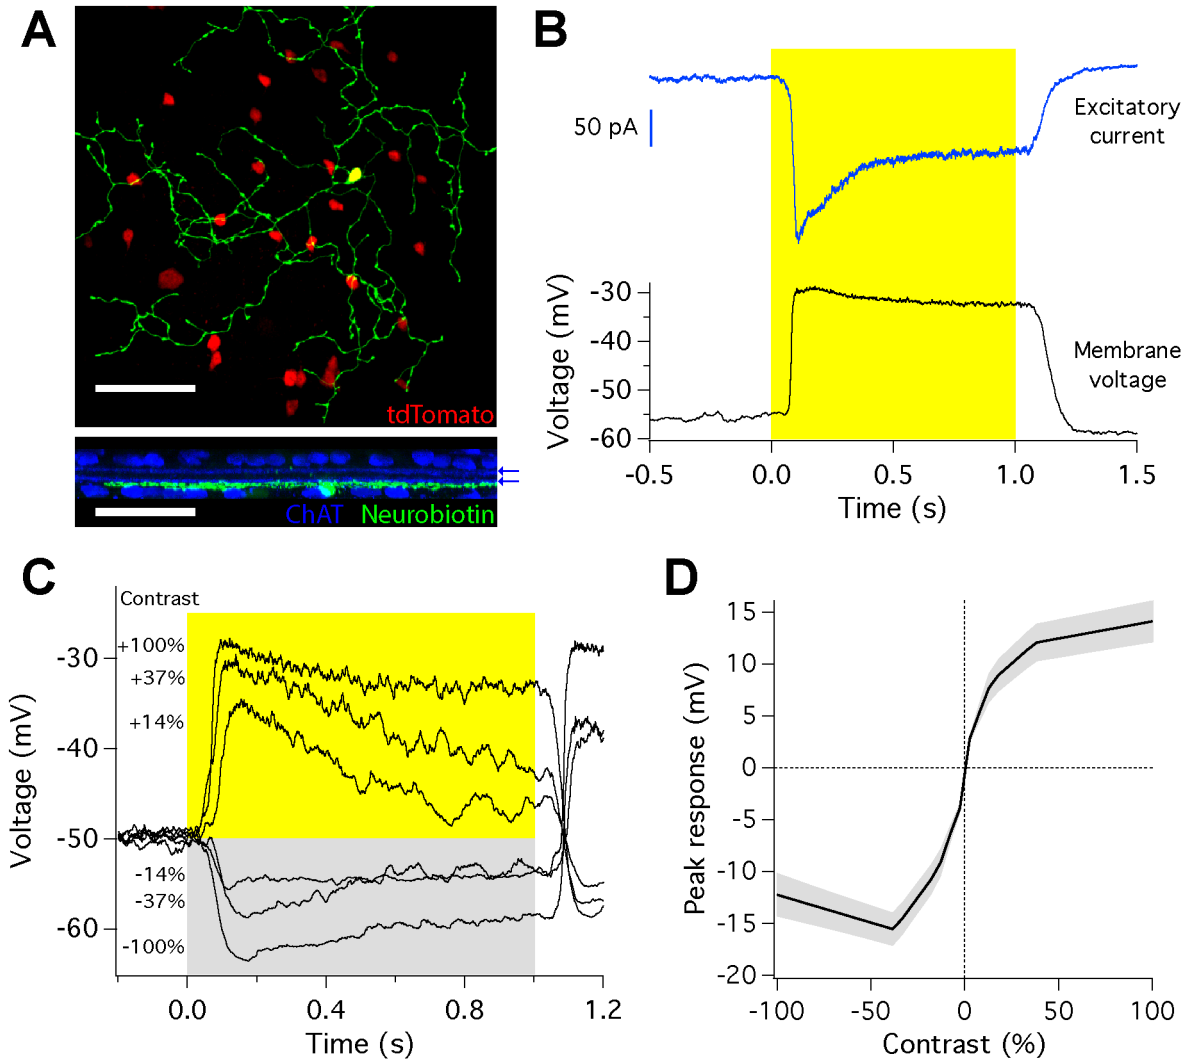 A
tdTomato
ChAT Neurobiotin
B
50 pA
Excitatory
current
Voltage (mV)
-30
-40
-50
-60
Membrane
voltage
-0.5 0.0 0.5 1.0 1.5
Time (s)
C
Contrast
+100%
+37%
+14%
-14%
-37%
-100%
Voltage (mV)
-30
-40
-50
-60
0.0 0.4 0.8 1.2
Time (s)
D
Peak response (mV)
15
10
5
0
-5
-10
-15
-20
-100 -50 0 50 100
Contrast (%)